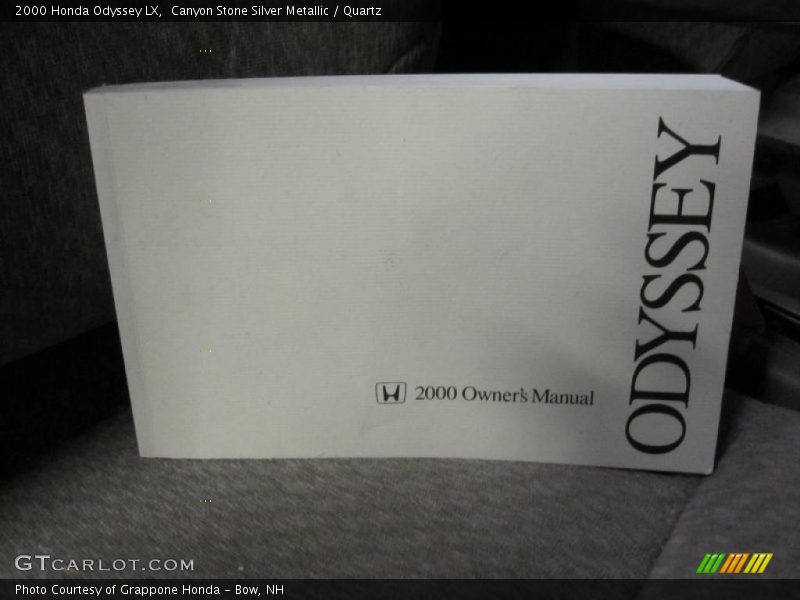 2000 Honda Odyssey LX,  Canyon Stone Silver Metallic / Quartz
ODYSSEY
2000 Owner's Manual
GTCARLOT.COM
Photo Courtesy of Grappone Honda - Bow, NH